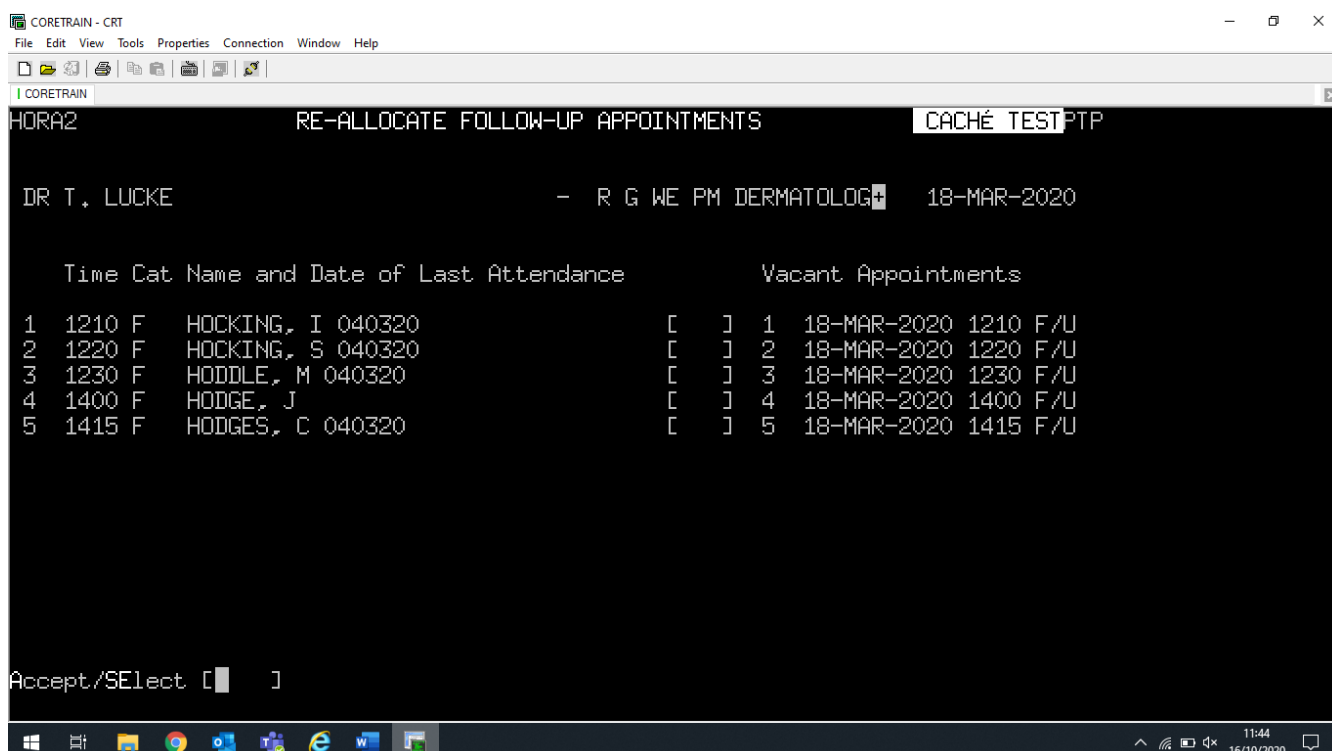 CORETRAIN - CRT
File Edit View Tools Properties Connection Window Help
CORETRAIN
HORA2 RE-ALLOCATE FOLLOW-UP APPOINTMENTS CACHÉ TESTPTP
DR T. LUCKE - R G WE PM DERMATOLOG+ 18-MAR-2020
Time Cat Name and Date of Last Attendance Vacant Appointments
1 1210 F HOCKING, I 040320 [ ] 1 18-MAR-2020 1210 F/U
2 1220 F HOCKING, S 040320 [ ] 2 18-MAR-2020 1220 F/U
3 1230 F HODDLE, M 040320 [ ] 3 18-MAR-2020 1230 F/U
4 1400 F HODGE, J [ ] 4 18-MAR-2020 1400 F/U
5 1415 F HODGES, C 040320 [ ] 5 18-MAR-2020 1415 F/U
Accept/SElect [ ]
11:44
16/10/2020